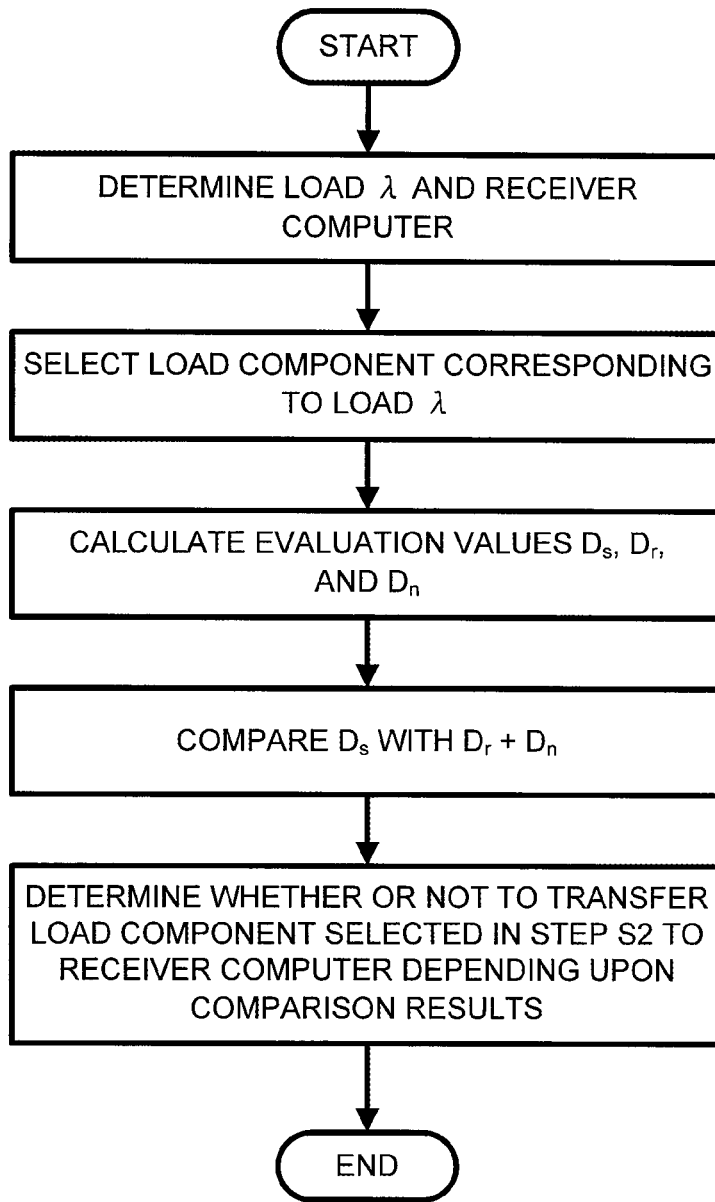 START
DETERMINE LOAD λ AND RECEIVER
COMPUTER
SELECT LOAD COMPONENT CORRESPONDING
TO LOAD λ
CALCULATE EVALUATION VALUES Dₛ, Dᵣ,
AND Dₙ
COMPARE Dₛ WITH Dᵣ + Dₙ
DETERMINE WHETHER OR NOT TO TRANSFER
LOAD COMPONENT SELECTED IN STEP S2 TO
RECEIVER COMPUTER DEPENDING UPON
COMPARISON RESULTS
END